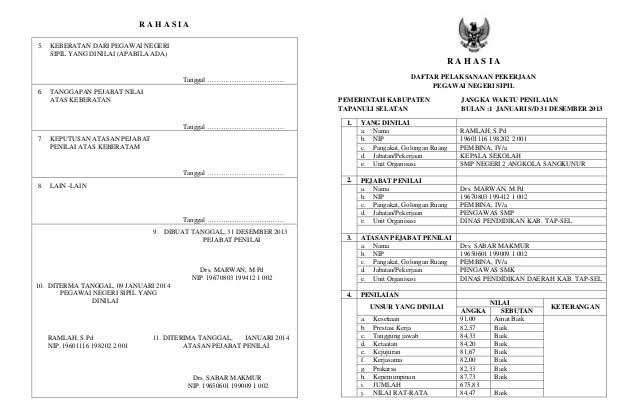 R A H A S I A
5. KEBERATAN DARI PEGAWAI NEGERI
SIPIL YANG DINILAI (APABILA ADA)
Tanggal ……………………………
6. TANGGAPAN PEJABAT NILAI
ATAS KEBERATAN
Tanggal ……………………………
7. KEPUTUSAN ATASAN PEJABAT
PENILAI ATAS KEBERATAM
Tanggal ……………………………
8. LAIN -LAIN
Tanggal ……………………………
9. DIBUAT TANGGAL, 31 DESEMBER 2013
PEJABAT PENILAI
Drs. MARWAN, M.Pd
NIP. 19670803 199412 1 002
10. DITERMA TANGGAL, 09 JANUARI 2014
PEGAWAI NEGERI SIPIL YANG
DINILAI
RAMLAH, S.Pd
NIP. 19601116 198202 2 001
11. DITERIMA TANGGAL, JANUARI 2014
ATASAN PEJABAT PENILAI
Drs. SABAR MAKMUR
NIP. 19650601 199009 1 002
R A H A S I A
DAFTAR PELAKSANAAN PEKERJAAN
PEGAWAI NEGERI SIPIL
PEMERINTAH KABUPATEN JANGKA WAKTU PENILAIAN
TAPANULI SELATAN BULAN :1 JANUARI S/D 31 DESEMBER 2013
1. YANG DINILAI
a. Nama RAMLAH, S.Pd
b. NIP 19601116 198202 2 001
c. Pangakat, Golongan Ruang PEMBINA, IV/a
d. Jabatan/Pekerjaan KEPALA SEKOLAH
e. Unit Organisasi SMP NEGERI 2 ANGKOLA SANGKUNUR
2. PEJABAT PENILAI
a. Nama Drs. MARWAN, M.Pd
b. NIP 19670803 199412 1 002
c. Pangakat, Golongan Ruang PEMBINA, IV/a
d. Jabatan/Pekerjaan PENGAWAS SMP
e. Unit Organisasi DINAS PENDIDIKAN KAB. TAP-SEL
3. ATASAN PEJABAT PENILAI
a. Nama Drs. SABAR MAKMUR
b. NIP 19650601 199009 1 002
c. Pangakat, Golongan Ruang PEMBINA, IV/a
d. Jabatan/Pekerjaan PENGAWAS SMK
e. Unit Organisasi DINAS PENDIDIKAN DAERAH KAB TAP-SEL
4. PENILAIAN
UNSUR YANG DINILAI NILAI KETERANGAN
ANGKA SEBUTAN
a. Kesetaan 91,00 Amat Baik
b. Prestasi Kerja 82,57 Baik
c. Tanggung jawab 84,33 Baik
d. Ketaatan 84,20 Baik
e. Kejujuran 81,67 Baik
f. Kerjasama 82,00 Baik
g. Prakarsa 82,33 Baik
h. Kepemimpinan 87,73 Baik
i. JUMLAH 675,83
j. NILAI RAT-RATA 84,47 Baik